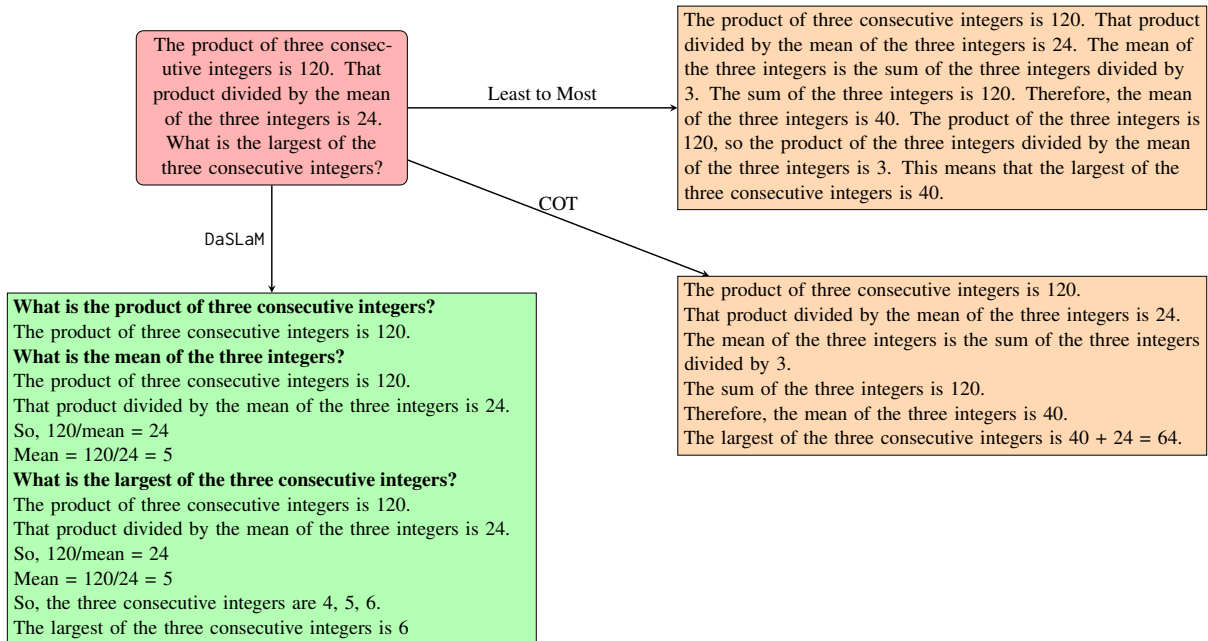 The product of three consec-
utive integers is 120. That
product divided by the mean
of the three integers is 24.
What is the largest of the
three consecutive integers?
Least to Most
The product of three consecutive integers is 120. That product
divided by the mean of the three integers is 24. The mean of
the three integers is the sum of the three integers divided by
3. The sum of the three integers is 120. Therefore, the mean
of the three integers is 40. The product of the three integers is
120, so the product of the three integers divided by the mean
of the three integers is 3. This means that the largest of the
three consecutive integers is 40.
COT
The product of three consecutive integers is 120.
That product divided by the mean of the three integers is 24.
The mean of the three integers is the sum of the three integers
divided by 3.
The sum of the three integers is 120.
Therefore, the mean of the three integers is 40.
The largest of the three consecutive integers is 40 + 24 = 64.
DaSLaM
What is the product of three consecutive integers?
The product of three consecutive integers is 120.
What is the mean of the three integers?
The product of three consecutive integers is 120.
That product divided by the mean of the three integers is 24.
So, 120/mean = 24
Mean = 120/24 = 5
What is the largest of the three consecutive integers?
The product of three consecutive integers is 120.
That product divided by the mean of the three integers is 24.
So, 120/mean = 24
Mean = 120/24 = 5
So, the three consecutive integers are 4, 5, 6.
The largest of the three consecutive integers is 6